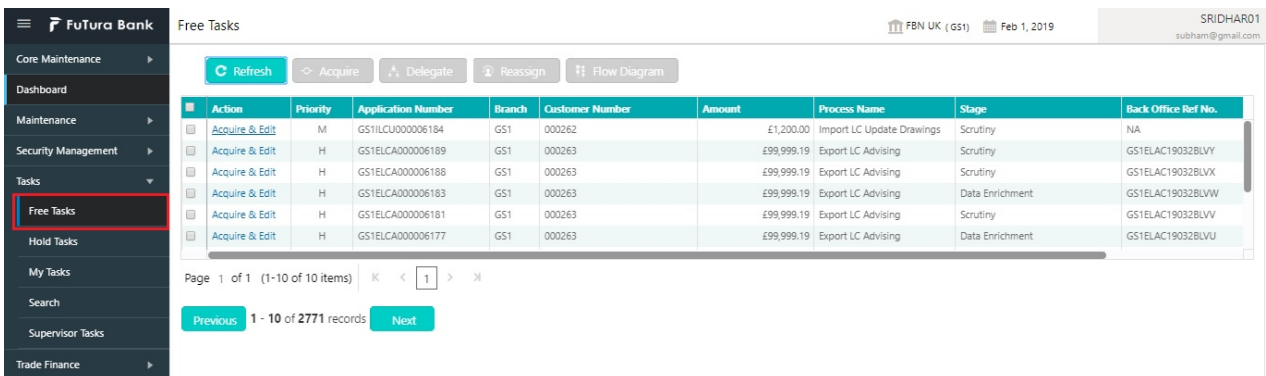 FuTura Bank
Free Tasks
FBN UK (GS1) Feb 1, 2019
SRIDHAR01
subham@gmail.com
Core Maintenance
Dashboard
Maintenance
Security Management
Tasks
Free Tasks
Hold Tasks
My Tasks
Search
Supervisor Tasks
Trade Finance
Refresh Acquire Delegate Reassign Flow Diagram
Action Priority Application Number Branch Customer Number Amount Process Name Stage Back Office Ref No.
Acquire & Edit M GS1ILCU000006184 GS1 000262 £1,200.00 Import LC Update Drawings Scrutiny NA
Acquire & Edit H GS1ELCA000006189 GS1 000263 £99,999.19 Export LC Advising Scrutiny GS1ELAC19032BLVY
Acquire & Edit H GS1ELCA000006188 GS1 000263 £99,999.19 Export LC Advising Scrutiny GS1ELAC19032BLVX
Acquire & Edit H GS1ELCA000006183 GS1 000263 £99,999.19 Export LC Advising Data Enrichment GS1ELAC19032BLVW
Acquire & Edit H GS1ELCA000006181 GS1 000263 £99,999.19 Export LC Advising Scrutiny GS1ELAC19032BLVV
Acquire & Edit H GS1ELCA000006177 GS1 000263 £99,999.19 Export LC Advising Data Enrichment GS1ELAC19032BLVU
Page 1 of 1 (1-10 of 10 items) 1
Previous 1 - 10 of 2771 records Next